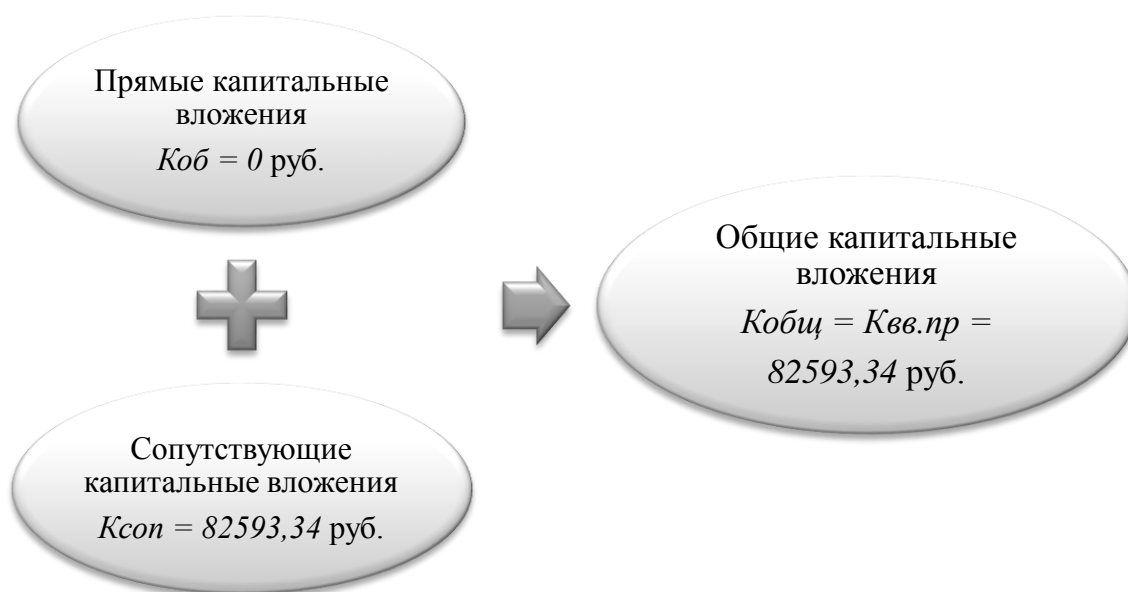 Прямые капитальные
вложения
Коб = 0 руб.
Сопутствующие
капитальные вложения
Ксоп = 82593,34 руб.
Общие капитальные
вложения
Кобщ = Квв.пр =
82593,34 руб.